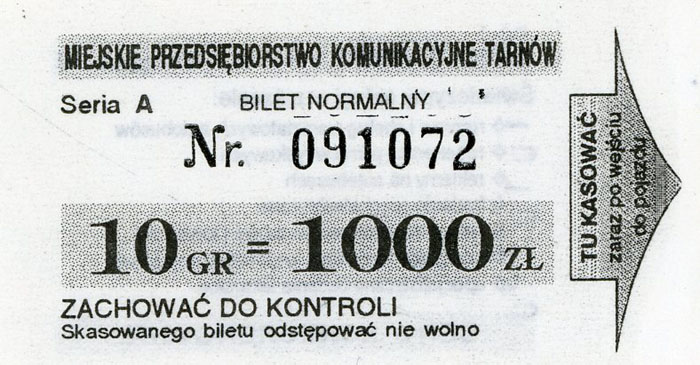 MIEJSKIE PRZEDSIĘBIORSTWO KOMUNIKACYJNE TARNÓW
Seria A BILET NORMALNY
Nr. 091072
10 GR = 1000 ZŁ
ZACHOWAĆ DO KONTROLI
Skasowanego biletu odstępować nie wolno
TU KASOWAĆ
zaraz po wejściu
do pojazdu